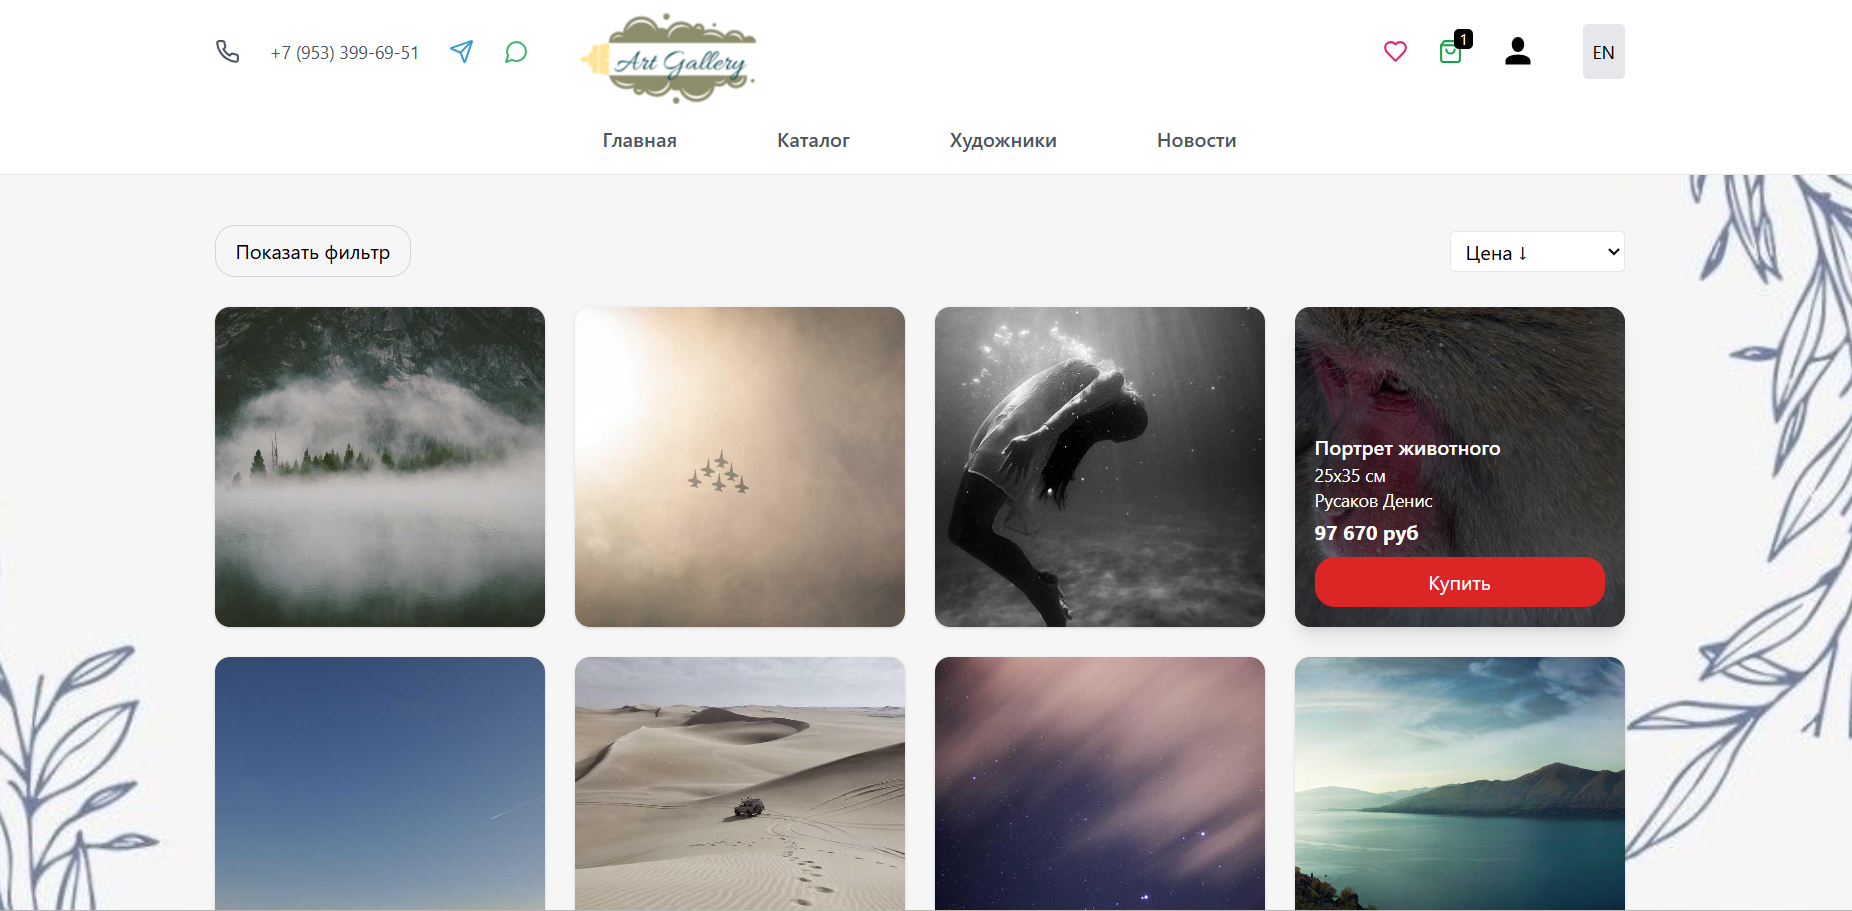 +7 (953) 399-69-51
Art Gallery
1
EN
Главная
Каталог
Художники
Новости
Показать фильтр
Цена ↓
Портрет животного
25x35 см
Русаков Денис
97 670 руб
Купить